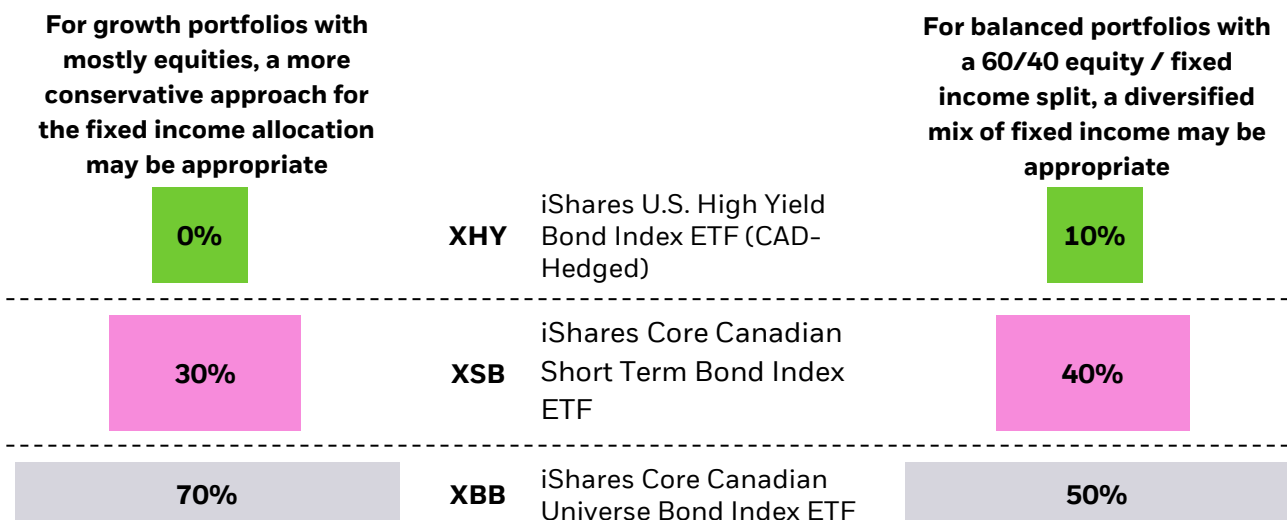 For growth portfolios with
mostly equities, a more
conservative approach for
the fixed income allocation
may be appropriate
For balanced portfolios with
a 60/40 equity / fixed
income split, a diversified
mix of fixed income may be
appropriate
0%
XHY
iShares U.S. High Yield
Bond Index ETF (CAD-
Hedged)
10%
30%
XSB
iShares Core Canadian
Short Term Bond Index
ETF
40%
70%
XBB
iShares Core Canadian
Universe Bond Index ETF
50%